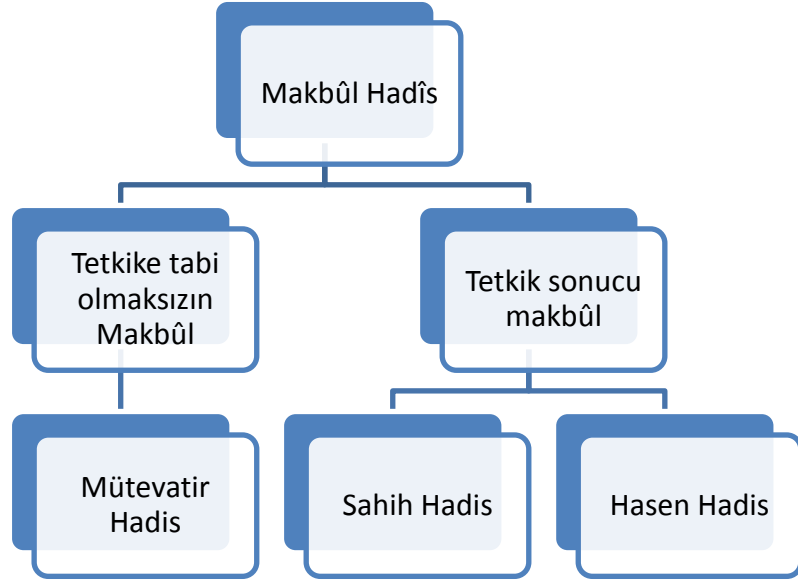 Makbûl Hadîs
Tetkike tabi
olmaksızın
Makbûl
Tetkik sonucu
makbûl
Mütevatir
Hadis
Sahih Hadis
Hasen Hadis